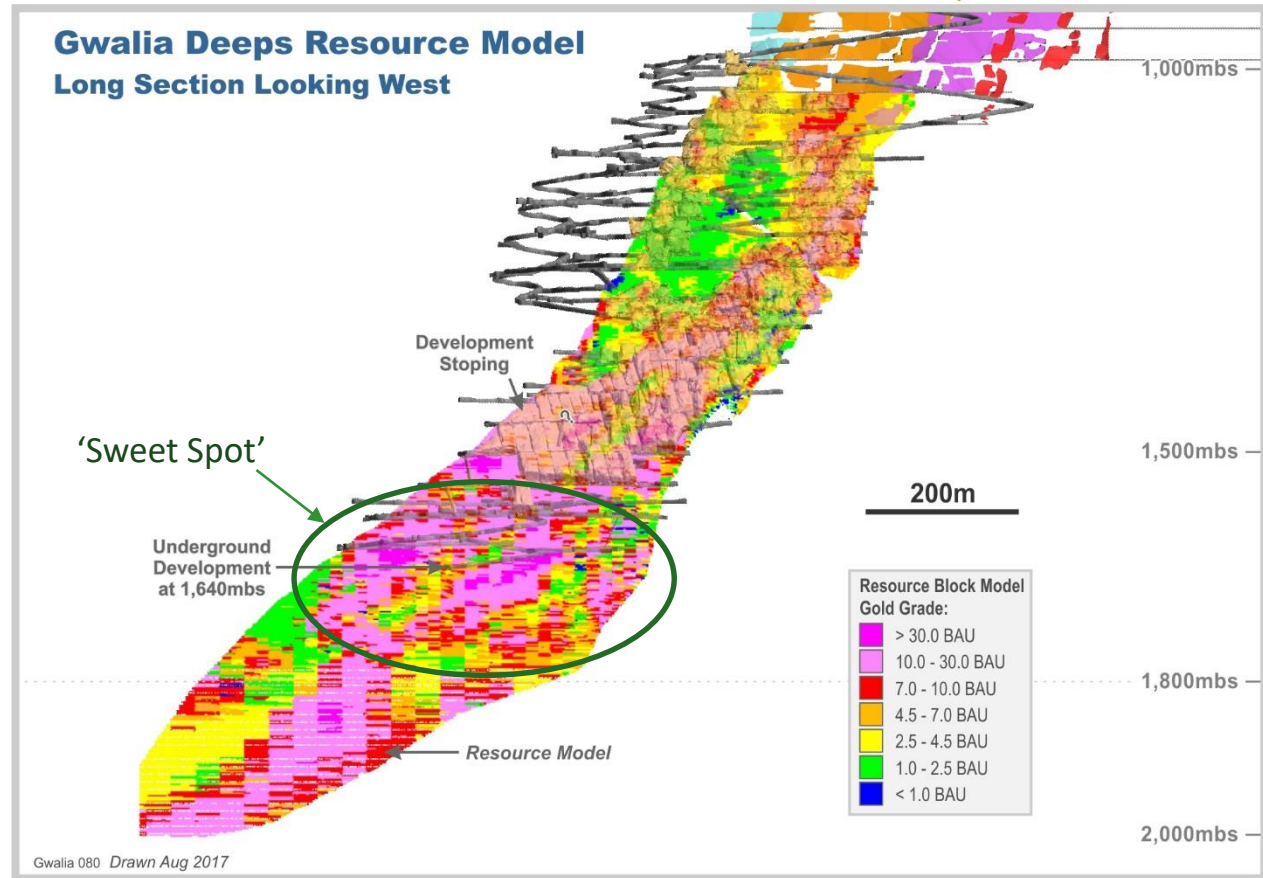 Gwalia Deeps Resource Model
Long Section Looking West
1,000mbs
Development
Stoping
'Sweet Spot'
1,500mbs
200m
Underground
Development
at 1,640mbs
Resource Block Model
Gold Grade:
> 30.0 BAU
10.0 - 30.0 BAU
7.0 - 10.0 BAU
4.5 - 7.0 BAU
2.5 - 4.5 BAU
1.0 - 2.5 BAU
< 1.0 BAU
1,800mbs
Resource Model
2,000mbs
Gwalia 080 Drawn Aug 2017